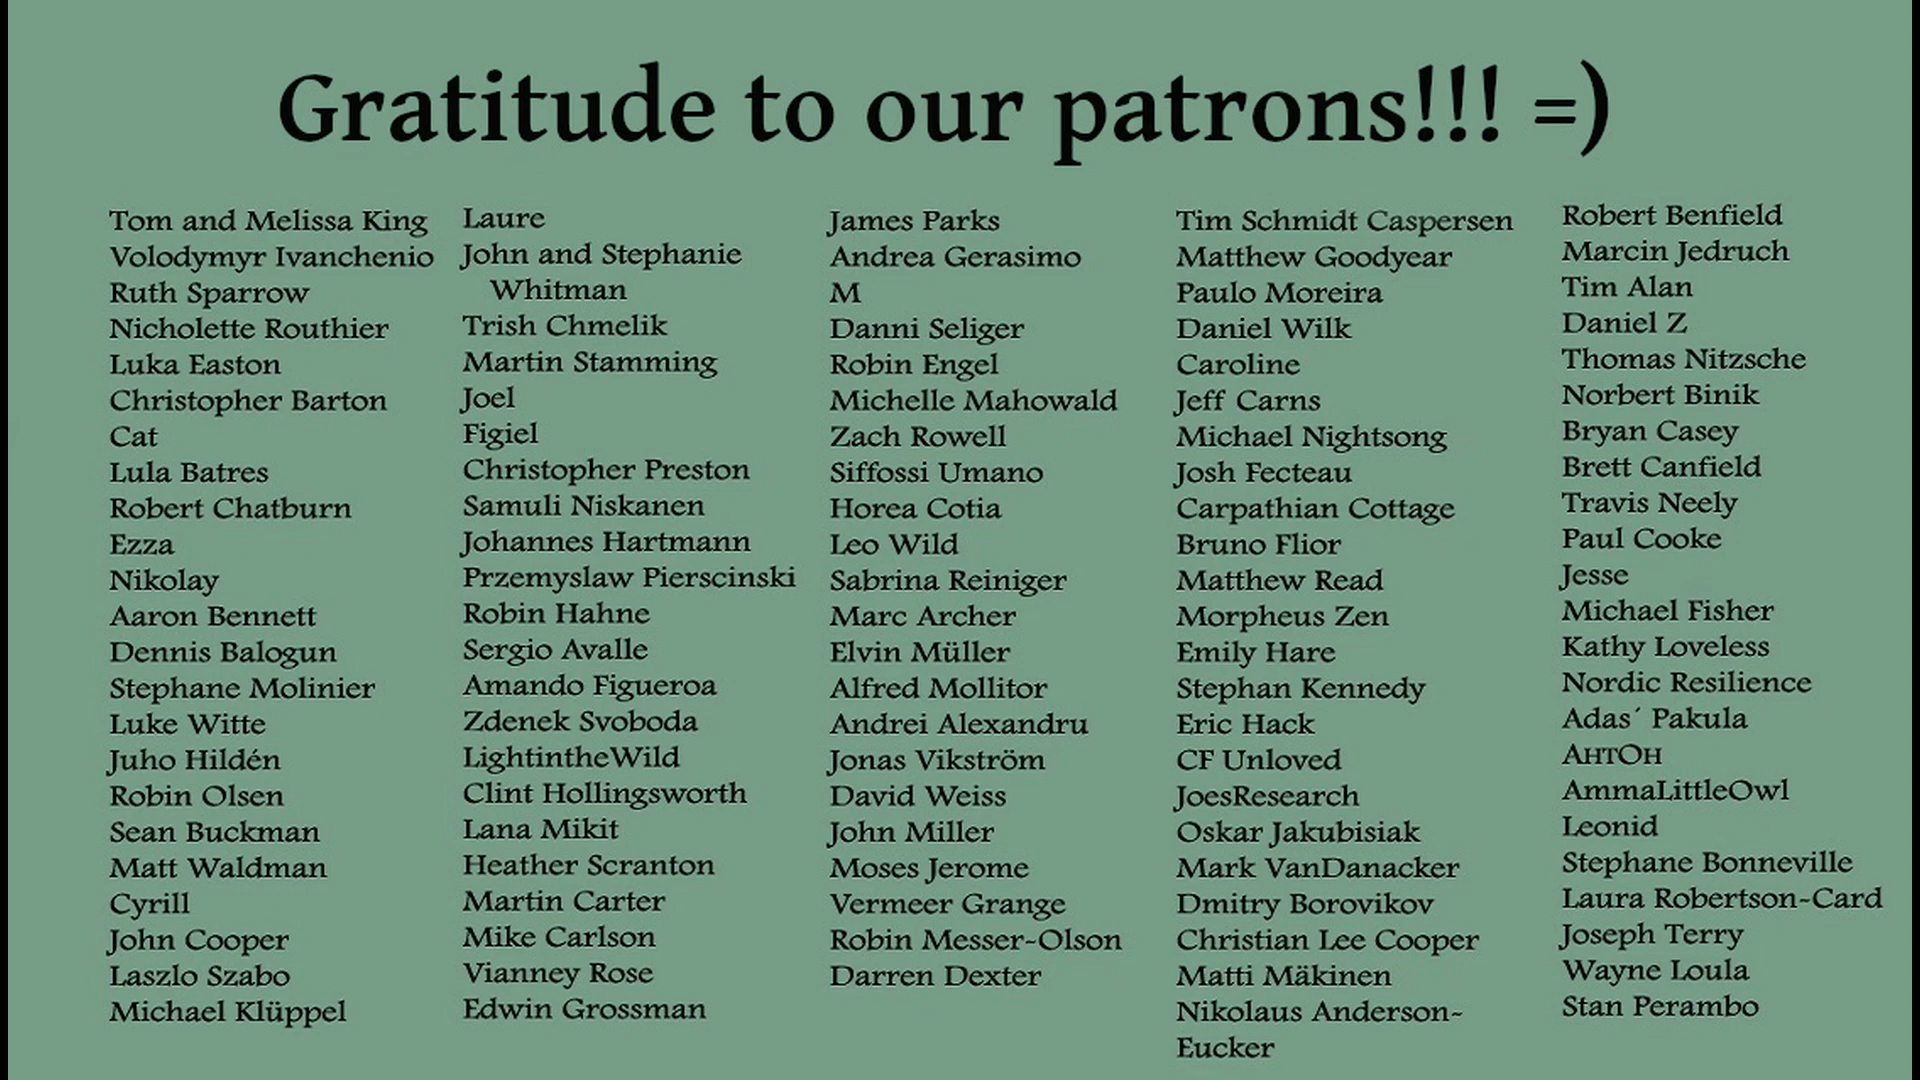 Gratitude to our patrons!!! =)
Tom and Melissa King
Volodymyr Ivanchenio
Ruth Sparrow
Nicholette Routhier
Luka Easton
Christopher Barton
Cat
Lula Batres
Robert Chatburn
Ezza
Nikolay
Aaron Bennett
Dennis Balogun
Stephane Molinier
Luke Witte
Juho Hildén
Robin Olsen
Sean Buckman
Matt Waldman
Cyrill
John Cooper
Laszlo Szabo
Michael Klüppel
Laure
John and Stephanie
Whitman
Trish Chmelik
Martin Stamming
Joel
Figiel
Christopher Preston
Samuli Niskanen
Johannes Hartmann
Przemyslaw Pierscinski
Robin Hahne
Sergio Avalle
Amando Figueroa
Zdenek Svoboda
LightintheWild
Clint Hollingsworth
Lana Mikit
Heather Scranton
Martin Carter
Mike Carlson
Vianney Rose
Edwin Grossman
James Parks
Andrea Gerasimo
M
Danni Seliger
Robin Engel
Michelle Mahowald
Zach Rowell
Siffossi Umano
Horea Cotia
Leo Wild
Sabrina Reiniger
Marc Archer
Elvin Müller
Alfred Mollitor
Andrei Alexandru
Jonas Vikström
David Weiss
John Miller
Moses Jerome
Vermeer Grange
Robin Messer-Olson
Darren Dexter
Tim Schmidt Caspersen
Matthew Goodyear
Paulo Moreira
Daniel Wilk
Caroline
Jeff Carns
Michael Nightsong
Josh Fecteau
Carpathian Cottage
Bruno Flior
Matthew Read
Morpheus Zen
Emily Hare
Stephan Kennedy
Eric Hack
CF Unloved
JoesResearch
Oskar Jakubisiak
Mark VanDanacker
Dmitry Borovikov
Christian Lee Cooper
Matti Mäkinen
Nikolaus Anderson-
Eucker
Robert Benfield
Marcin Jedruch
Tim Alan
Daniel Z
Thomas Nitzsche
Norbert Binik
Bryan Casey
Brett Canfield
Travis Neely
Paul Cooke
Jesse
Michael Fisher
Kathy Loveless
Nordic Resilience
Adas´ Pakula
Aнтон
AmmaLittleOwl
Leonid
Stephane Bonneville
Laura Robertson-Card
Joseph Terry
Wayne Loula
Stan Perambo